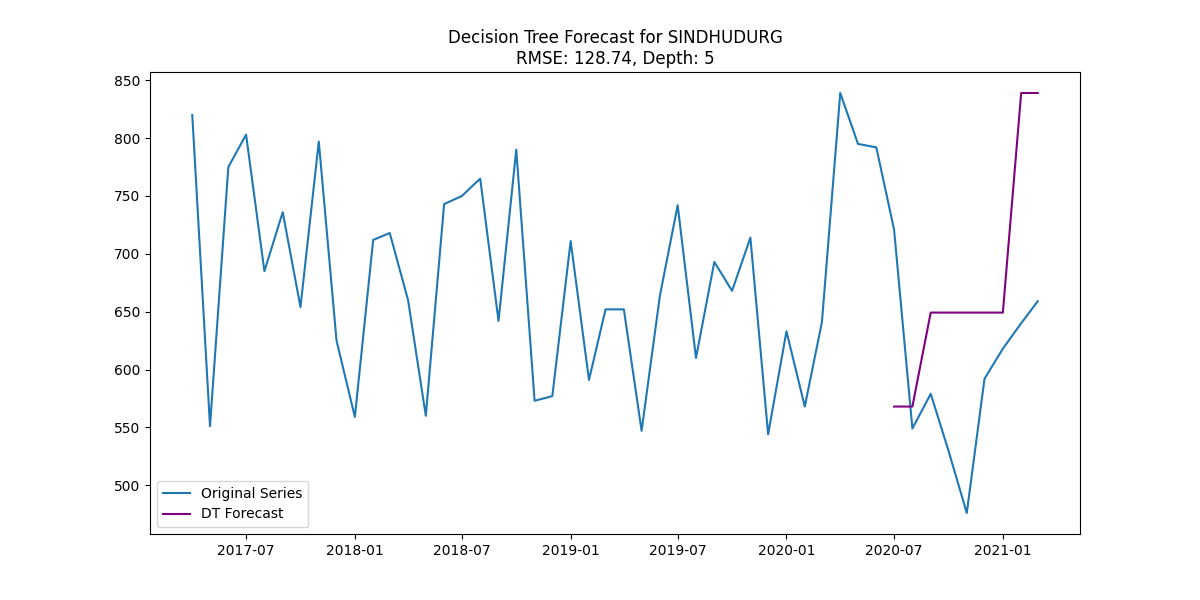 Decision Tree Forecast for SINDHUDURG
RMSE: 128.74, Depth: 5
850
800
750
700
650
600
550
500
Original Series
DT Forecast
2017-07 2018-01 2018-07 2019-01 2019-07 2020-01 2020-07 2021-01